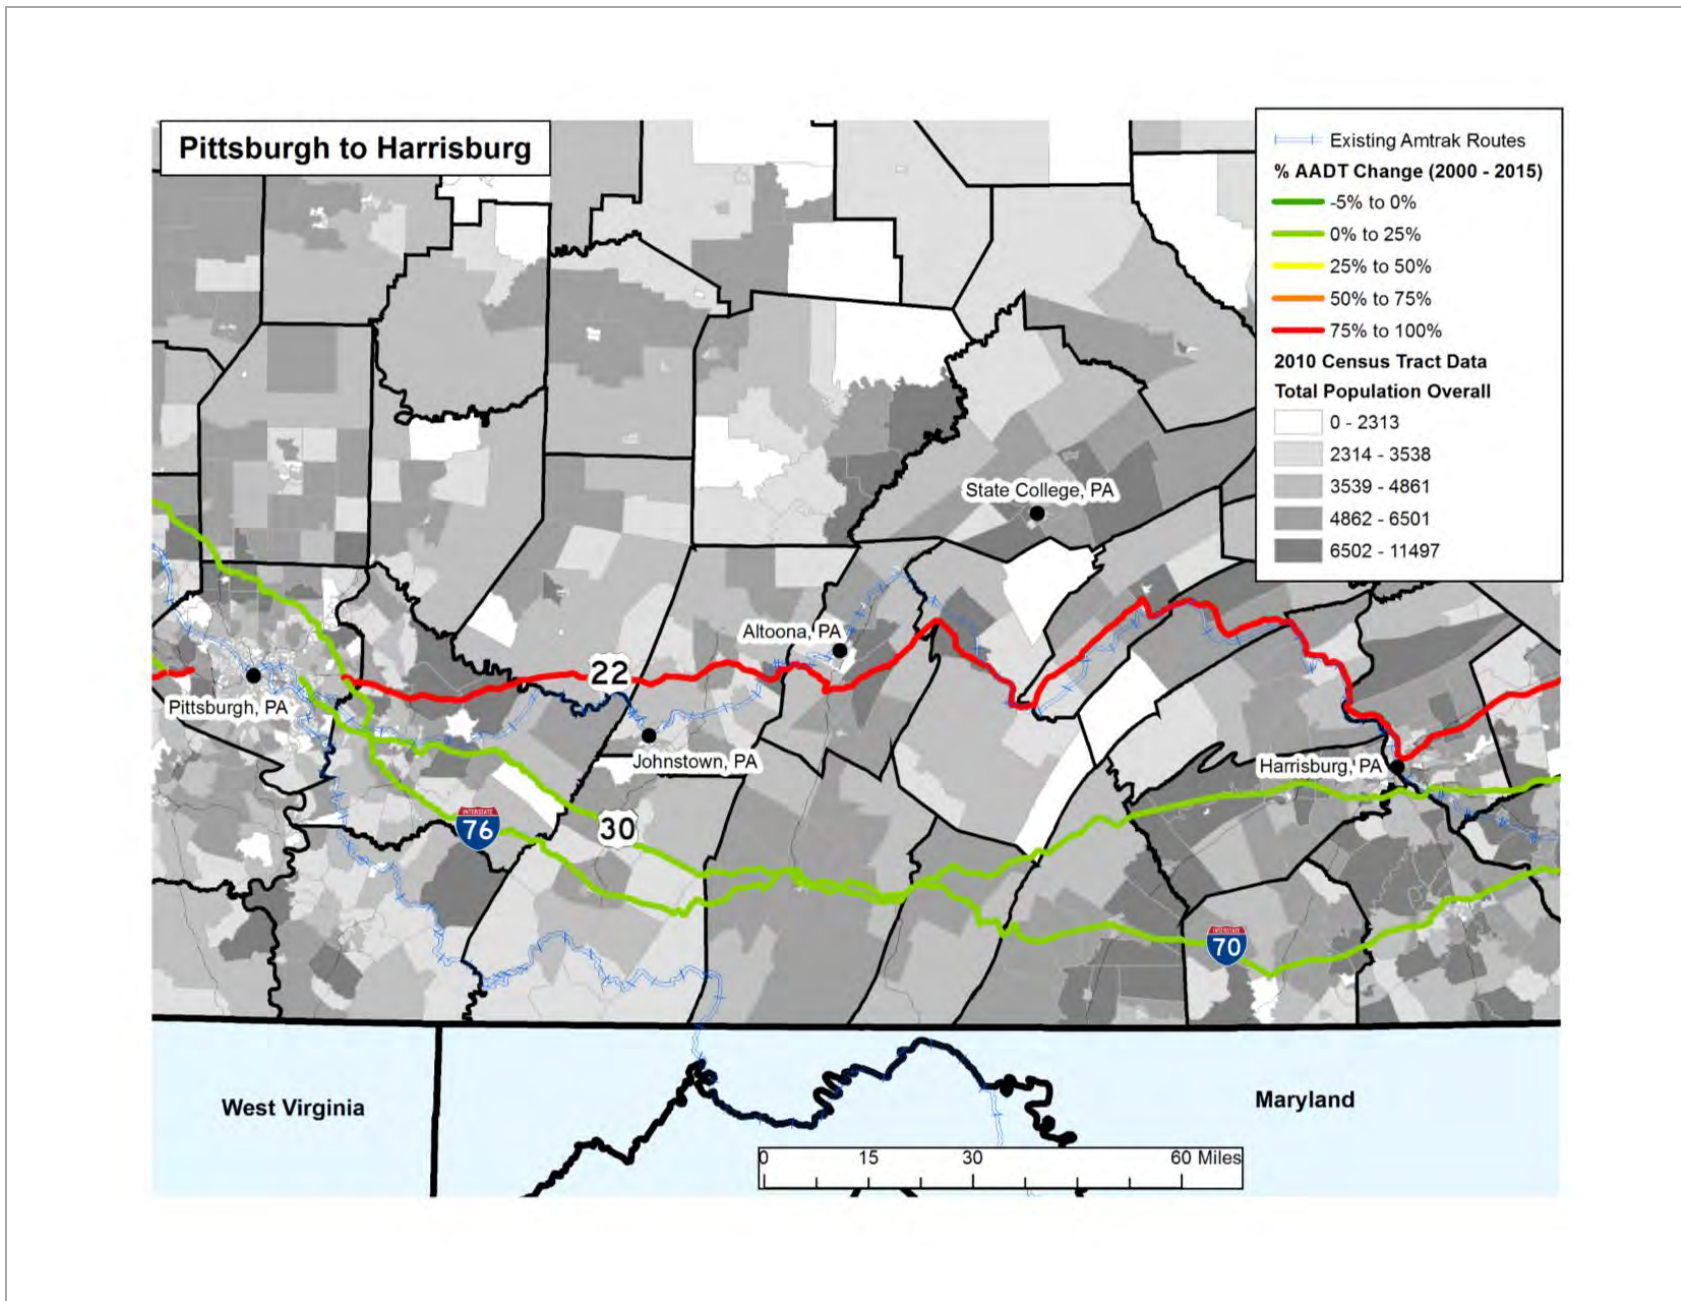 Pittsburgh to Harrisburg
Existing Amtrak Routes
% AADT Change (2000 - 2015)
-5% to 0%
0% to 25%
25% to 50%
50% to 75%
75% to 100%
2010 Census Tract Data
Total Population Overall
0 - 2313
2314 - 3538
3539 - 4861
4862 - 6501
6502 - 11497
State College, PA
Altoona, PA
22
Pittsburgh, PA
Johnstown, PA
Harrisburg, PA
INTERSTATE
76
30
INTERSTATE
70
West Virginia
Maryland
0 15 30 60 Miles